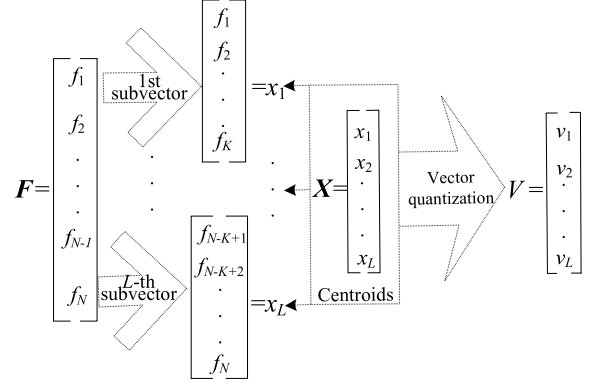 F=
f1
f2
.
.
.
fN-1
fN
1st
subvector
f1
f2
.
.
.
fK
=x1
.
.
.
.
.
.
L-th
subvector
fN-K+1
fN-K+2
.
.
.
fN
=xL
X=
x1
x2
.
.
.
xL
Centroids
Vector
quantization
V=
v1
v2
.
.
.
vL